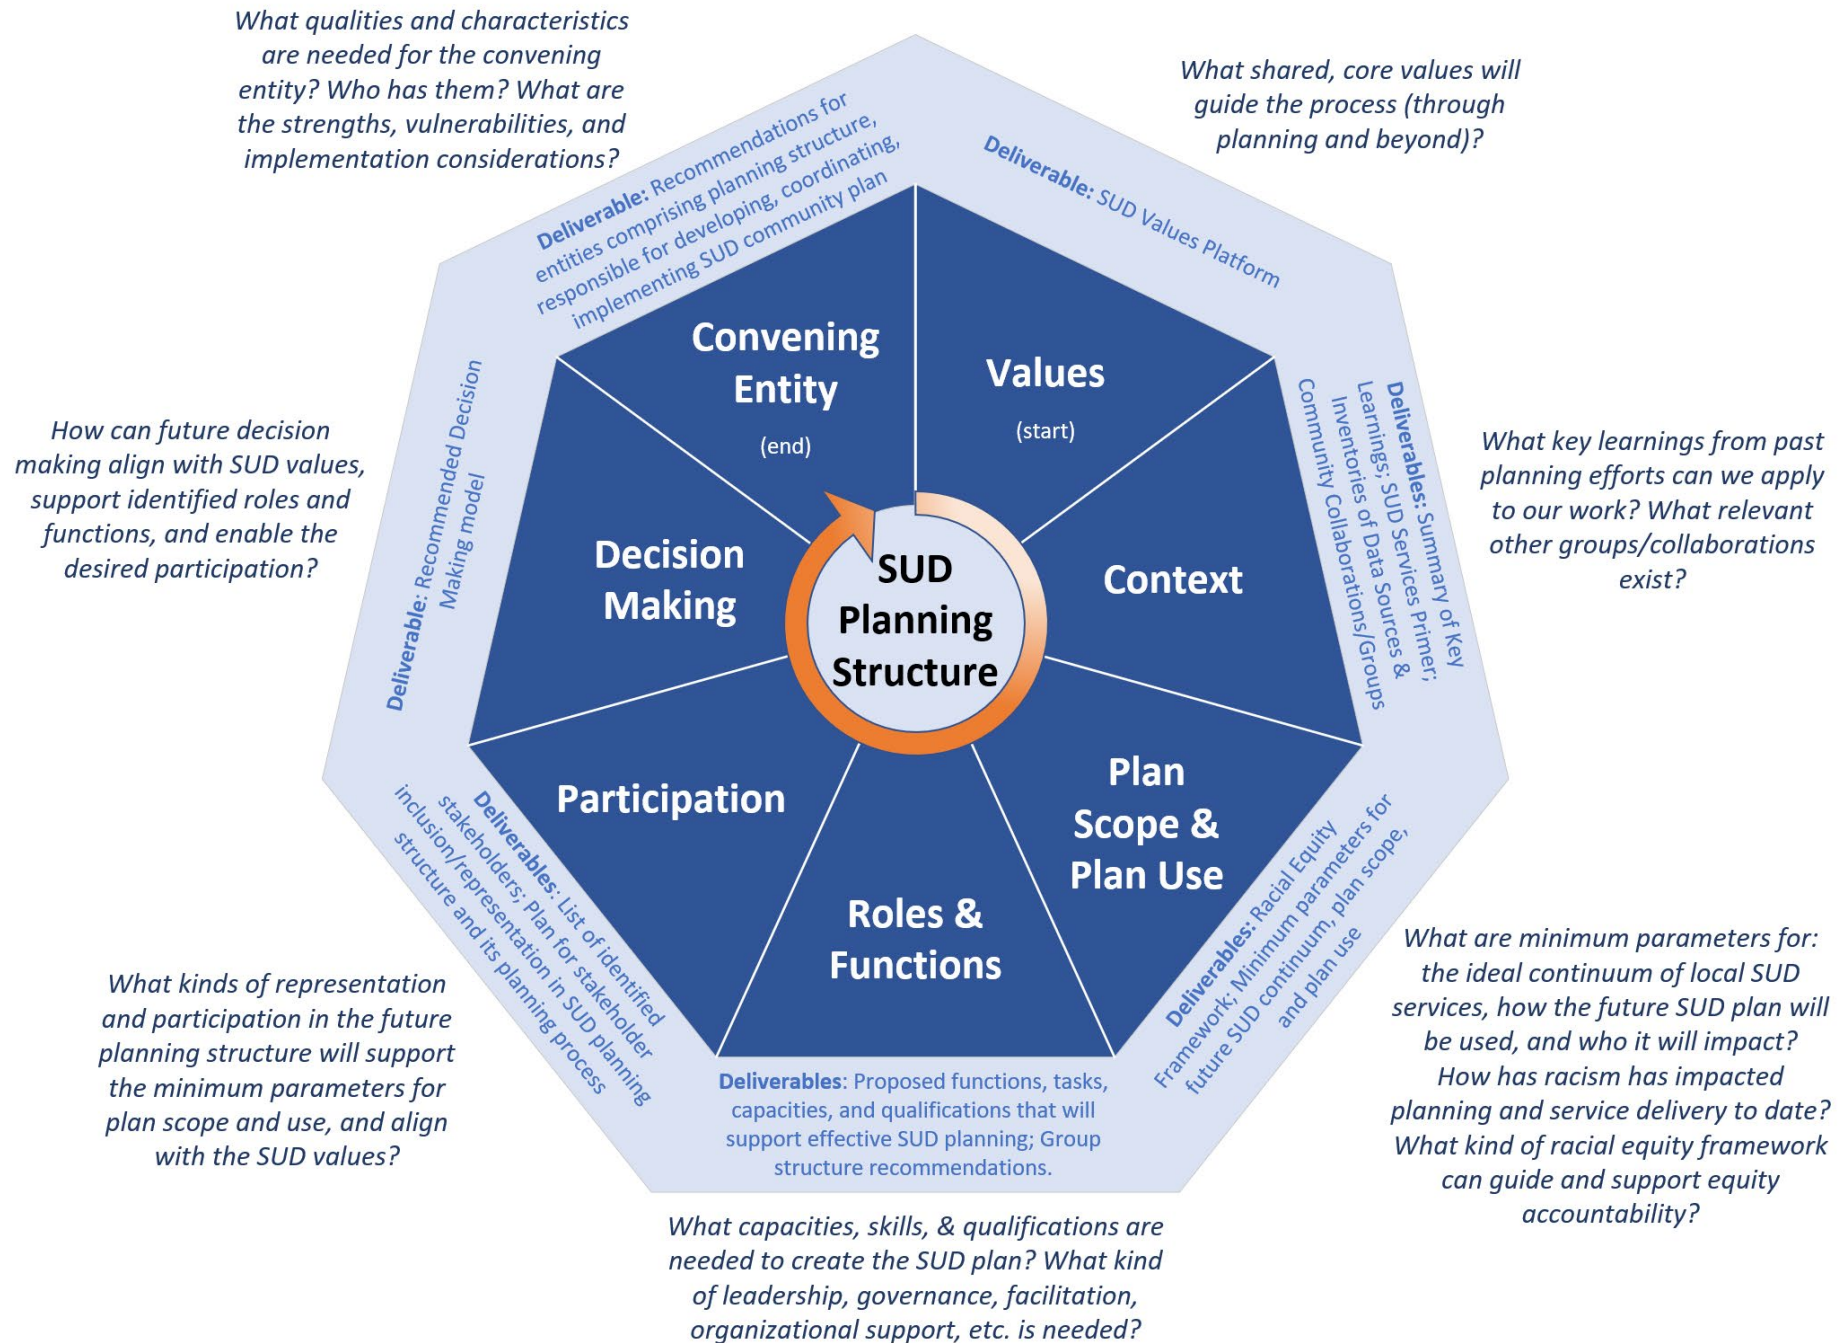 What qualities and characteristics
are needed for the convening
entity? Who has them? What are
the strengths, vulnerabilities, and
implementation considerations?
What shared, core values will
guide the process (through
planning and beyond)?
Deliverable: Recommendations for
entities comprising planning structure,
responsible for developing, coordinating,
implementing SUD community plan
Deliverable: SUD Values Platform
Convening
Entity
(end)
Values
(start)
How can future decision
making align with SUD values,
support identified roles and
functions, and enable the
desired participation?
Deliverable: Recommended Decision
Making model
Decision
Making
SUD
Planning
Structure
Context
Deliverables: Summary of Key
Learnings; SUD Services Primer;
Inventories of Data Sources &
Community Collaborations/Groups
What key learnings from past
planning efforts can we apply
to our work? What relevant
other groups/collaborations
exist?
Participation
Plan
Scope &
Plan Use
Roles &
Functions
Deliverables: List of identified
stakeholders; Plan for stakeholder
inclusion/representation in SUD planning
structure and its planning process
Deliverables: Racial Equity
Framework; Minimum parameters for
future SUD continuum, plan scope,
and plan use
What kinds of representation
and participation in the future
planning structure will support
the minimum parameters for
plan scope and use, and align
with the SUD values?
Deliverables: Proposed functions, tasks,
capacities, and qualifications that will
support effective SUD planning; Group
structure recommendations.
What are minimum parameters for:
the ideal continuum of local SUD
services, how the future SUD plan will
be used, and who it will impact?
How has racism has impacted
planning and service delivery to date?
What kind of racial equity framework
can guide and support equity
accountability?
What capacities, skills, & qualifications are
needed to create the SUD plan? What kind
of leadership, governance, facilitation,
organizational support, etc. is needed?